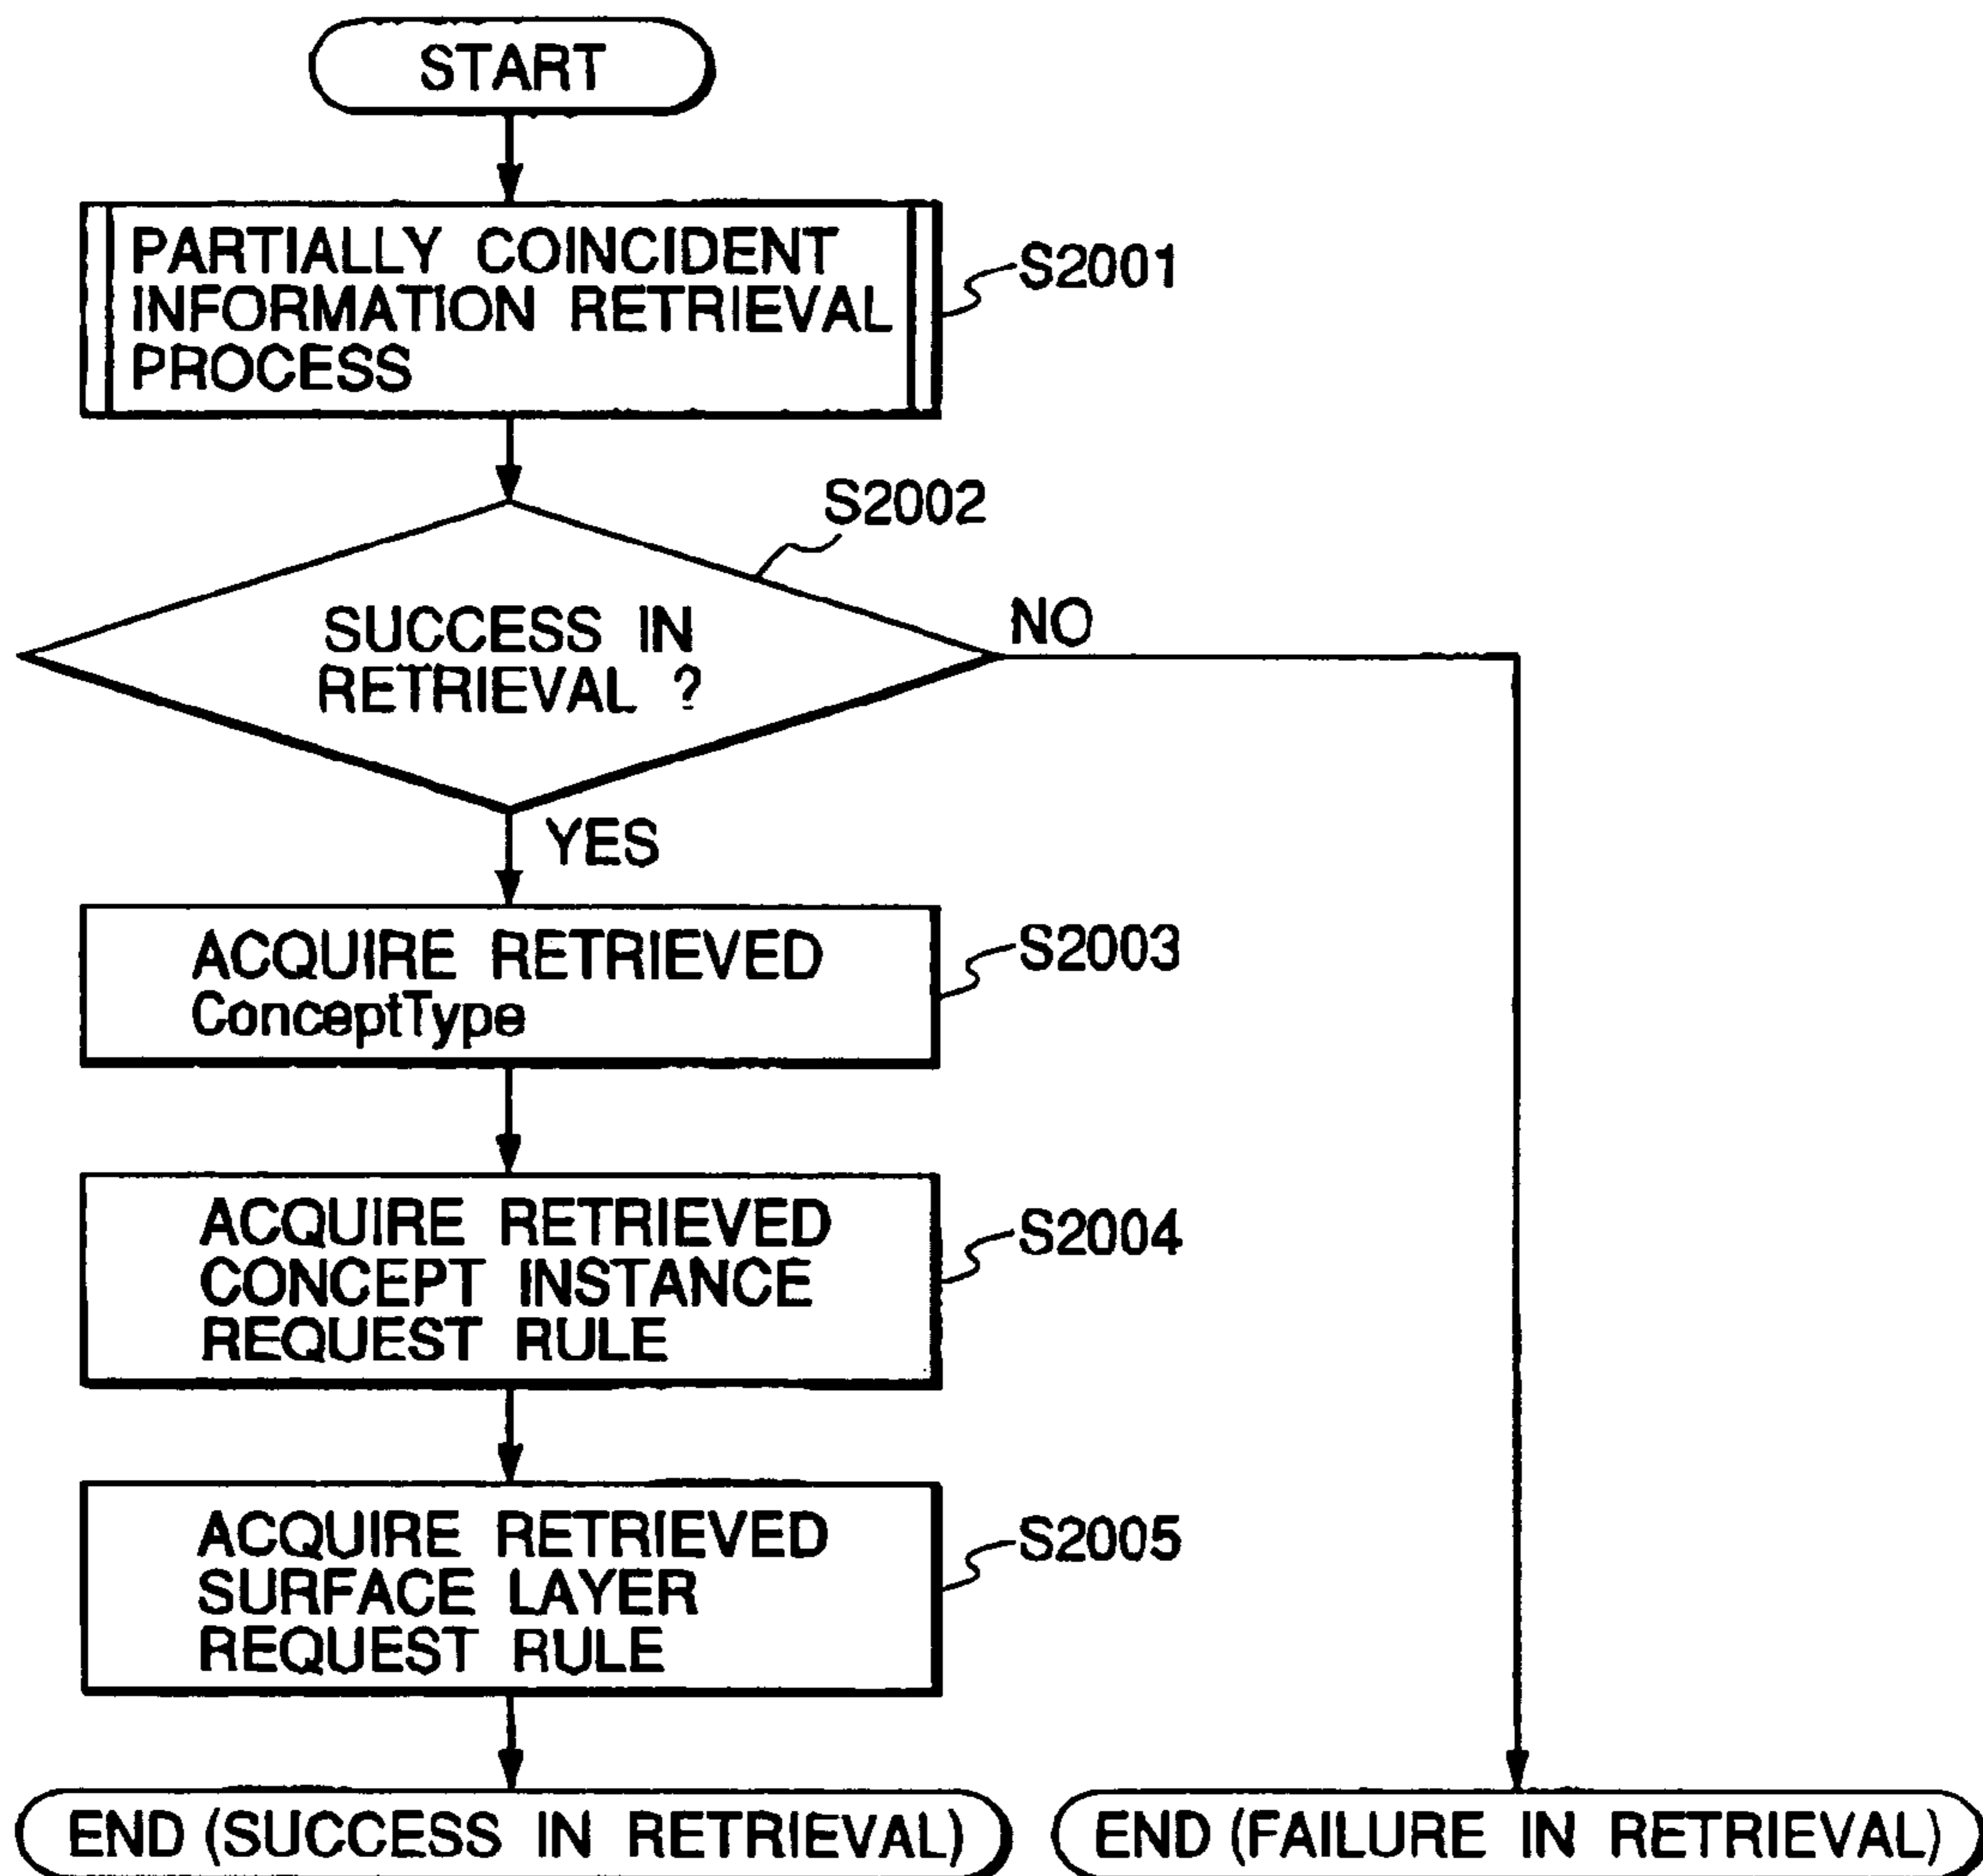 START
PARTIALLY COINCIDENT
INFORMATION RETRIEVAL
PROCESS
S2001
S2002
SUCCESS IN
RETRIEVAL ?
NO
YES
ACQUIRE RETRIEVED
ConceptType
S2003
ACQUIRE RETRIEVED
CONCEPT INSTANCE
REQUEST RULE
S2004
ACQUIRE RETRIEVED
SURFACE LAYER
REQUEST RULE
S2005
END (SUCCESS IN RETRIEVAL)
END (FAILURE IN RETRIEVAL)